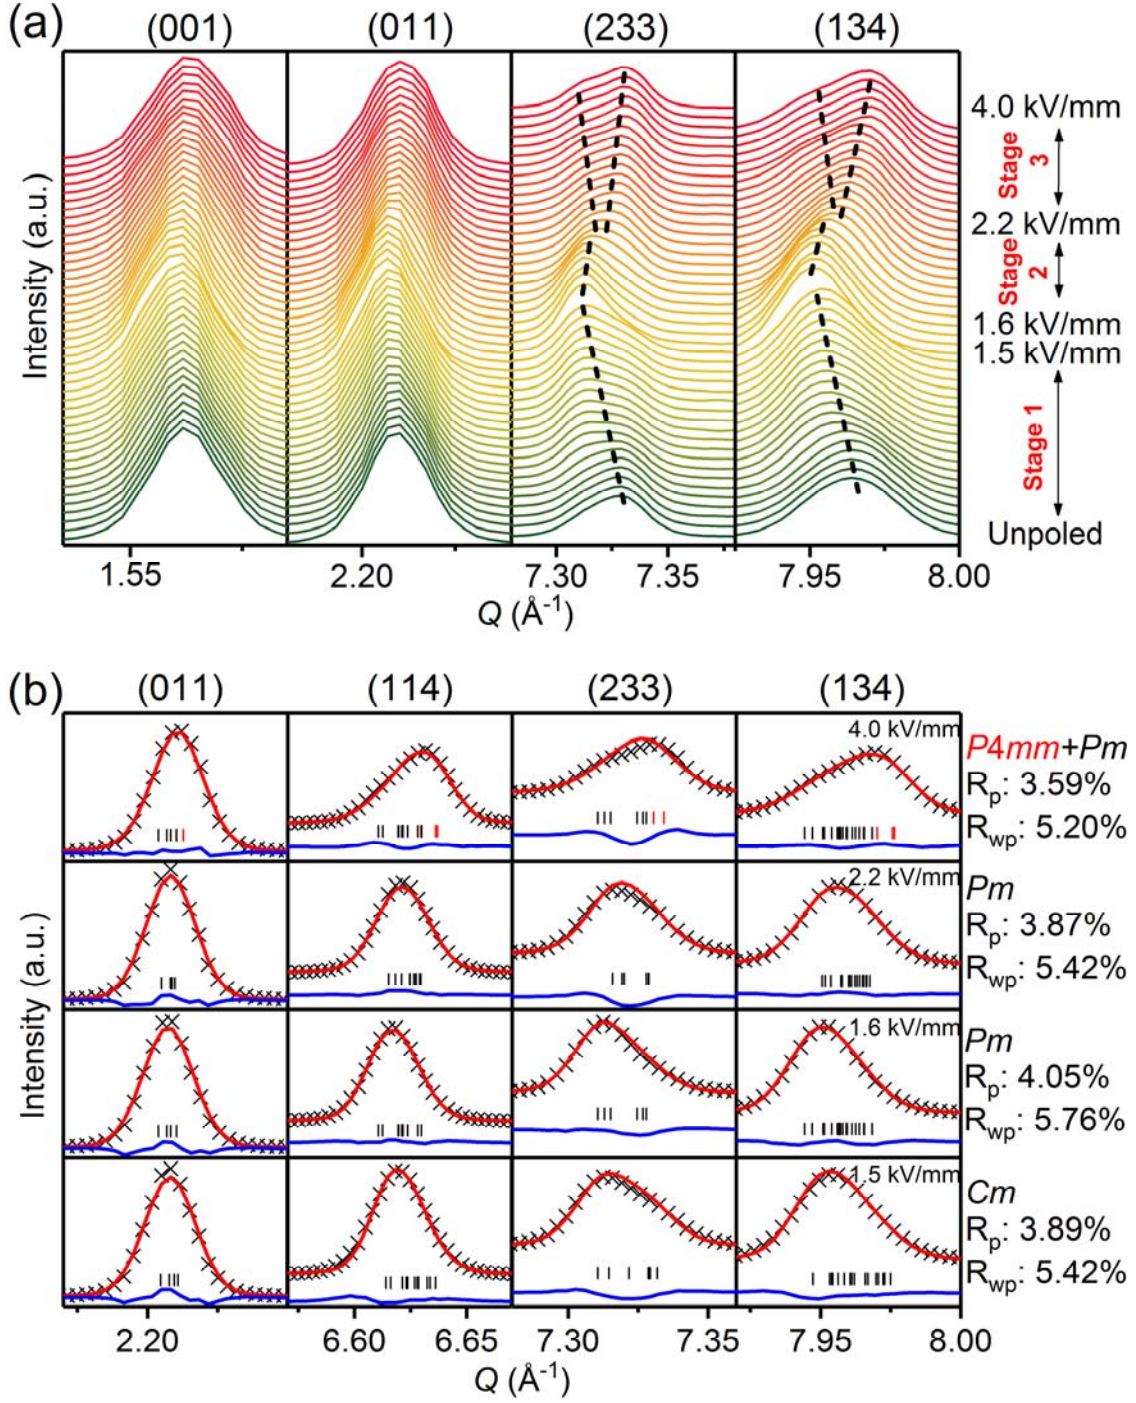 (a)
(001) (011) (233) (134)
Intensity (a.u.)
4.0 kV/mm
Stage 3
2.2 kV/mm
Stage 2
1.6 kV/mm
1.5 kV/mm
Stage 1
Unpoled
1.55 2.20 7.30 7.35 7.95 8.00
Q (Å-1)
(b)
(011) (114) (233) (134)
Intensity (a.u.)
4.0 kV/mm
P4mm+Pm
Rp: 3.59%
Rwp: 5.20%
2.2 kV/mm
Pm
Rp: 3.87%
Rwp: 5.42%
1.6 kV/mm
Pm
Rp: 4.05%
Rwp: 5.76%
1.5 kV/mm
Cm
Rp: 3.89%
Rwp: 5.42%
2.20 6.60 6.65 7.30 7.35 7.95 8.00
Q (Å-1)